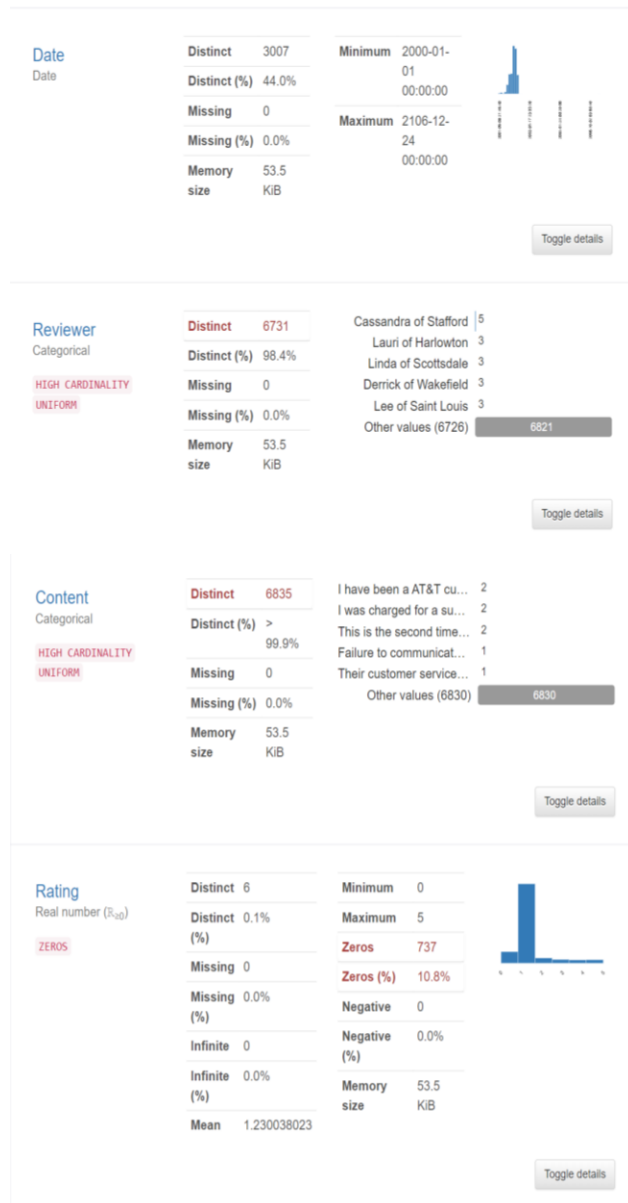 Date
Date
Distinct 3007
Distinct (%) 44.0%
Missing 0
Missing (%) 0.0%
Memory size 53.5 KiB
Minimum 2000-01-01 00:00:00
Maximum 2106-12-24 00:00:00
Toggle details
Reviewer
Categorical
HIGH CARDINALITY
UNIFORM
Distinct 6731
Distinct (%) 98.4%
Missing 0
Missing (%) 0.0%
Memory size 53.5 KiB
Cassandra of Stafford 5
Lauri of Harlowton 3
Linda of Scottsdale 3
Derrick of Wakefield 3
Lee of Saint Louis 3
Other values (6726) 6821
Toggle details
Content
Categorical
HIGH CARDINALITY
UNIFORM
Distinct 6835
Distinct (%) > 99.9%
Missing 0
Missing (%) 0.0%
Memory size 53.5 KiB
I have been a AT&T cu... 2
I was charged for a su... 2
This is the second time... 2
Failure to communicat... 1
Their customer service... 1
Other values (6830) 6830
Toggle details
Rating
Real number (ℝ≥0)
ZEROS
Distinct 6
Distinct (%) 0.1%
Missing 0
Missing (%) 0.0%
Infinite 0
Infinite (%) 0.0%
Mean 1.230038023
Minimum 0
Maximum 5
Zeros 737
Zeros (%) 10.8%
Negative 0
Negative (%) 0.0%
Memory size 53.5 KiB
0 1 2 3 4 5
Toggle details